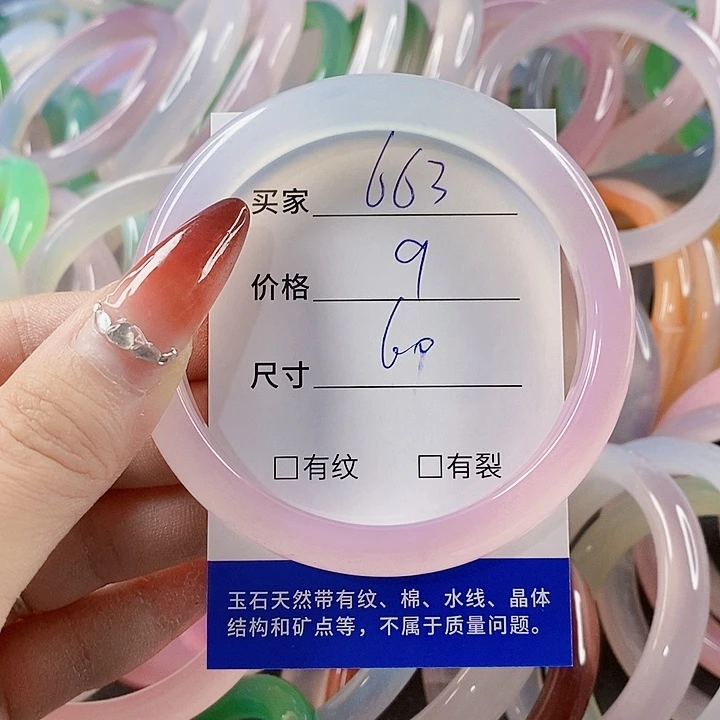 买家 663
价格 9
尺寸 60
□有纹 □有裂
玉石天然带有纹、棉、水线、晶体
结构和矿点等，不属于质量问题。